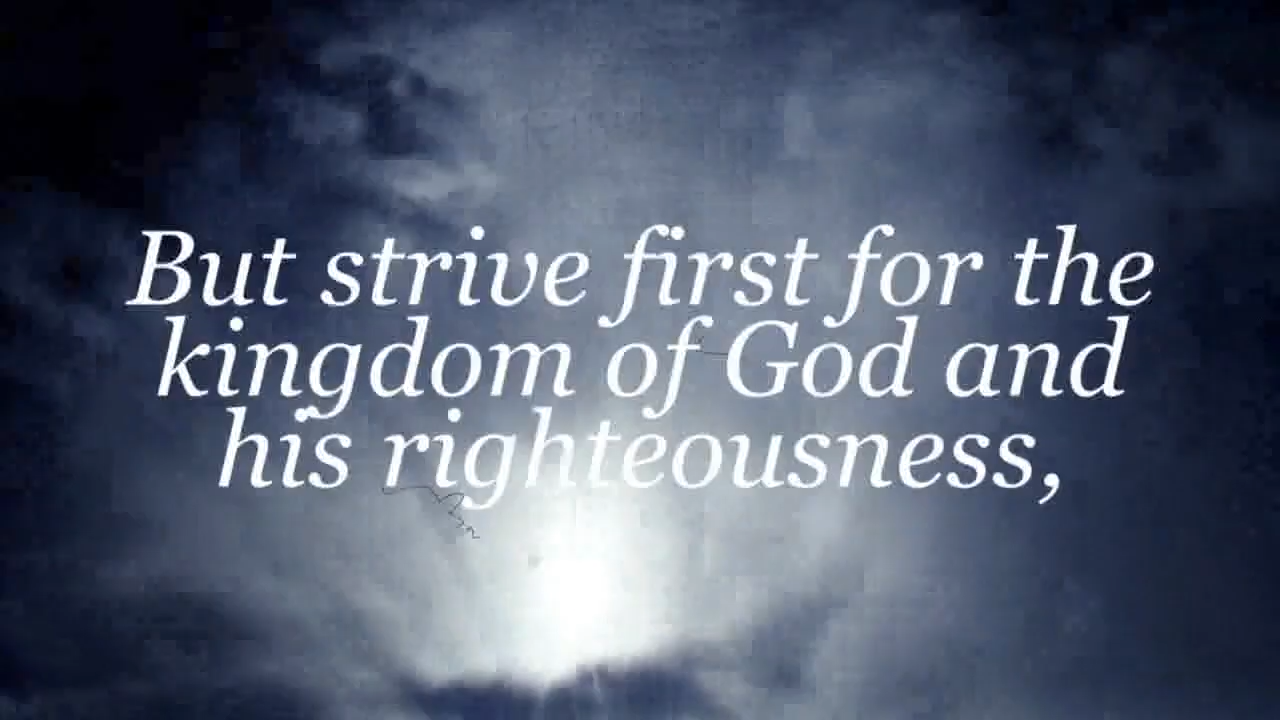 But strive first for the
kingdom of God and
his righteousness,